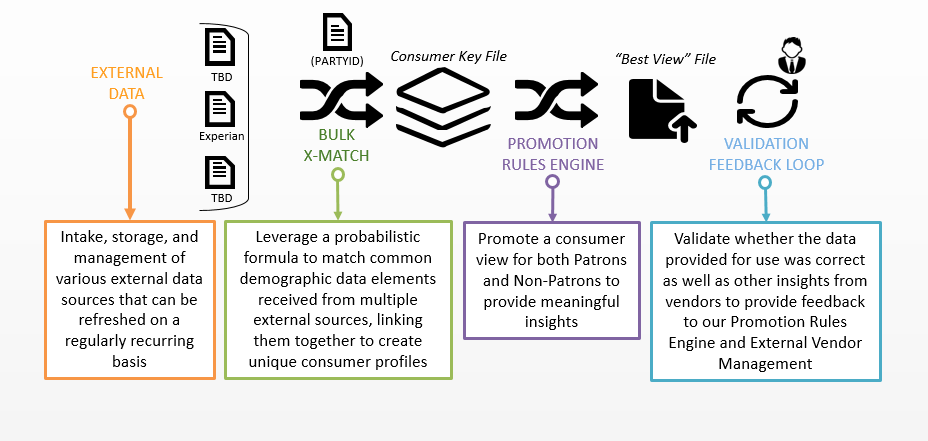 EXTERNAL
DATA
TBD
Experian
TBD
(PARTYID)
BULK
X-MATCH
Consumer Key File
PROMOTION
RULES ENGINE
“Best View” File
VALIDATION
FEEDBACK LOOP
Intake, storage, and
management of
various external data
sources that can be
refreshed on a
regularly recurring
basis
Leverage a probabilistic
formula to match common
demographic data elements
received from multiple
external sources, linking
them together to create
unique consumer profiles
Promote a consumer
view for both Patrons
and Non-Patrons to
provide meaningful
insights
Validate whether the data
provided for use was correct
as well as other insights from
vendors to provide feedback
to our Promotion Rules
Engine and External Vendor
Management